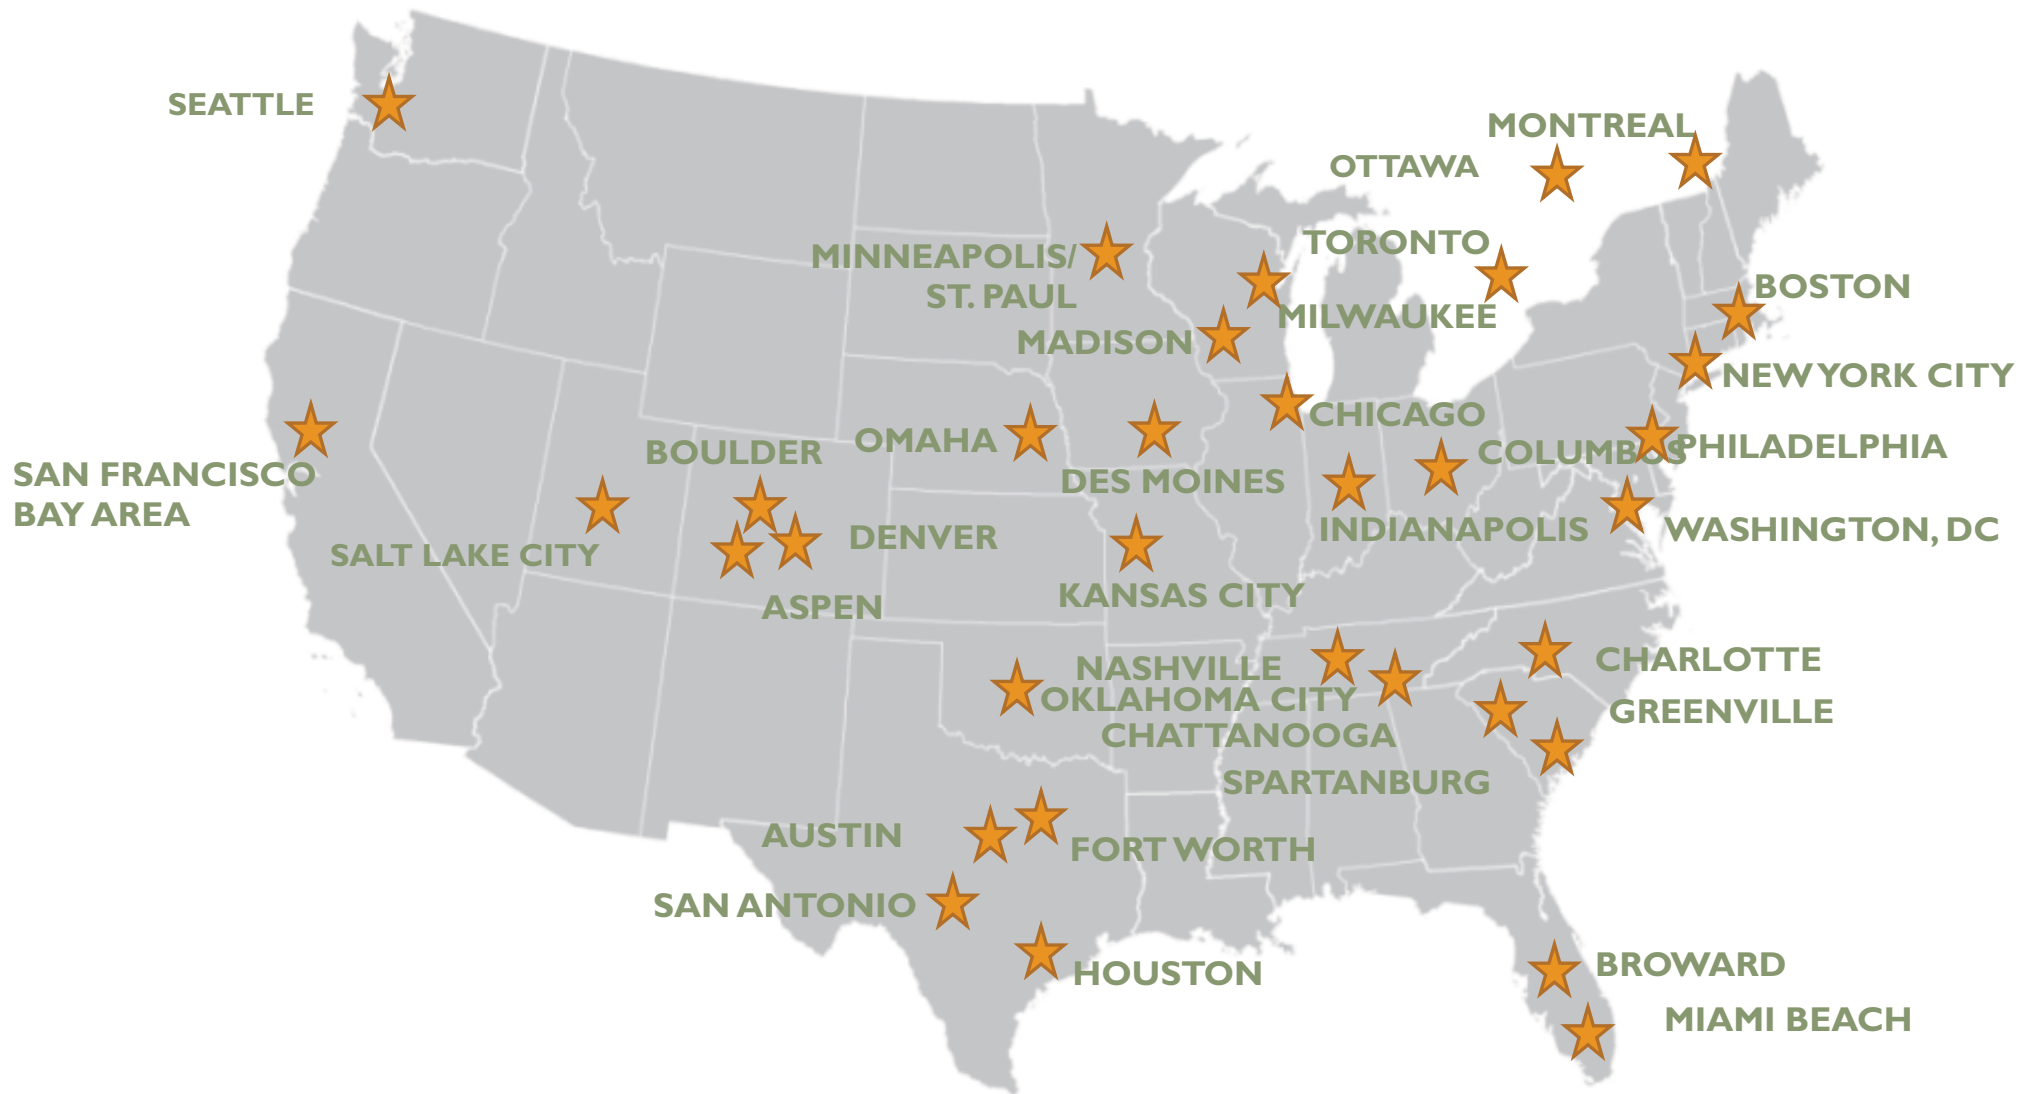 SEATTLE
MONTREAL
OTTAWA
TORONTO
MINNEAPOLIS/
ST. PAUL
BOSTON
MILWAUKEE
MADISON
NEW YORK CITY
CHICAGO
OMAHA
BOULDER
COLUMBUS
PHILADELPHIA
SAN FRANCISCO
BAY AREA
DES MOINES
INDIANAPOLIS
WASHINGTON, DC
DENVER
SALT LAKE CITY
KANSAS CITY
ASPEN
NASHVILLE
CHARLOTTE
OKLAHOMA CITY
GREENVILLE
CHATTANOOGA
SPARTANBURG
AUSTIN
FORT WORTH
SAN ANTONIO
HOUSTON
BROWARD
MIAMI BEACH